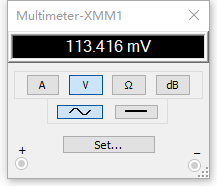 Multimeter-XMM1
113.416 mV
A V Ω dB
Set...
+ −